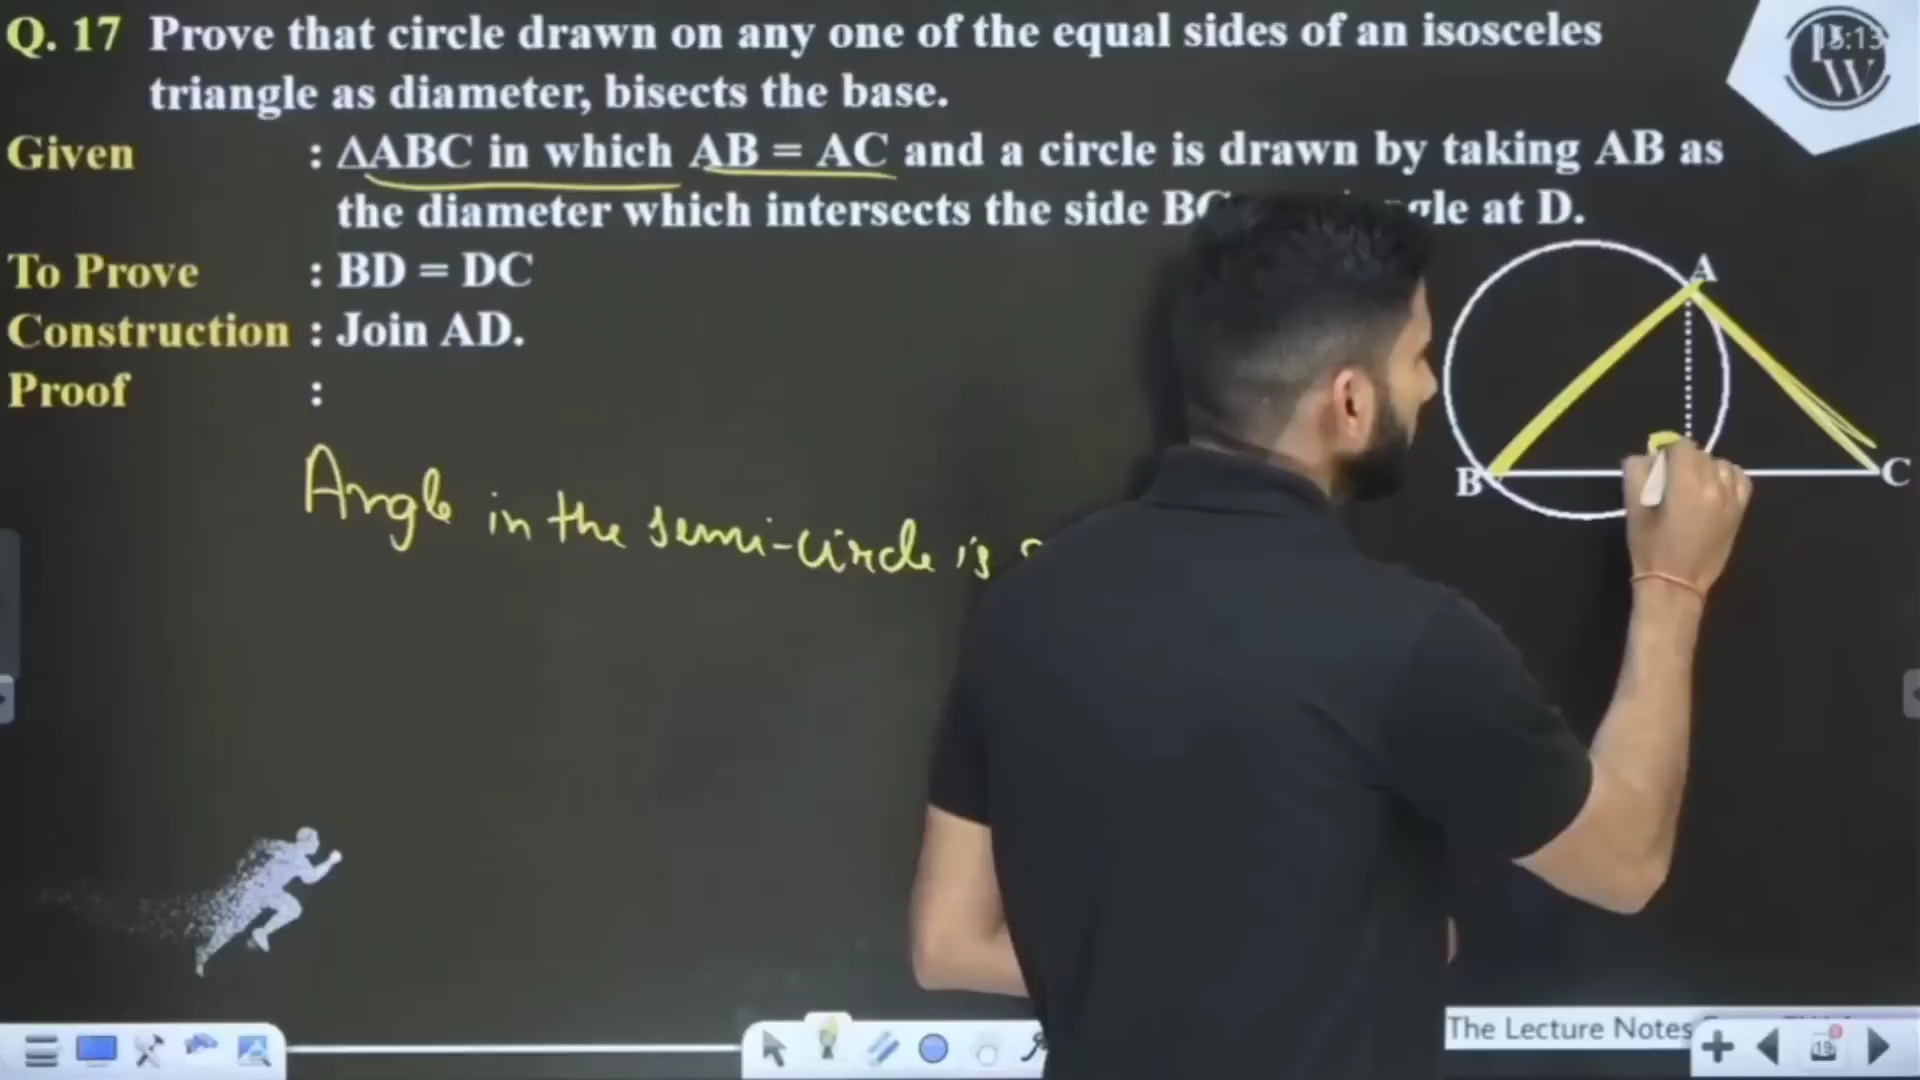 Q. 17 Prove that circle drawn on any one of the equal sides of an isosceles
triangle as diameter, bisects the base.
Given : ΔABC in which AB = AC and a circle is drawn by taking AB as
the diameter which intersects the side at D.
To Prove : BD = DC
Construction : Join AD.
Proof :
Angle in the semi-circle is
A
B
C
The Lecture Notes
19